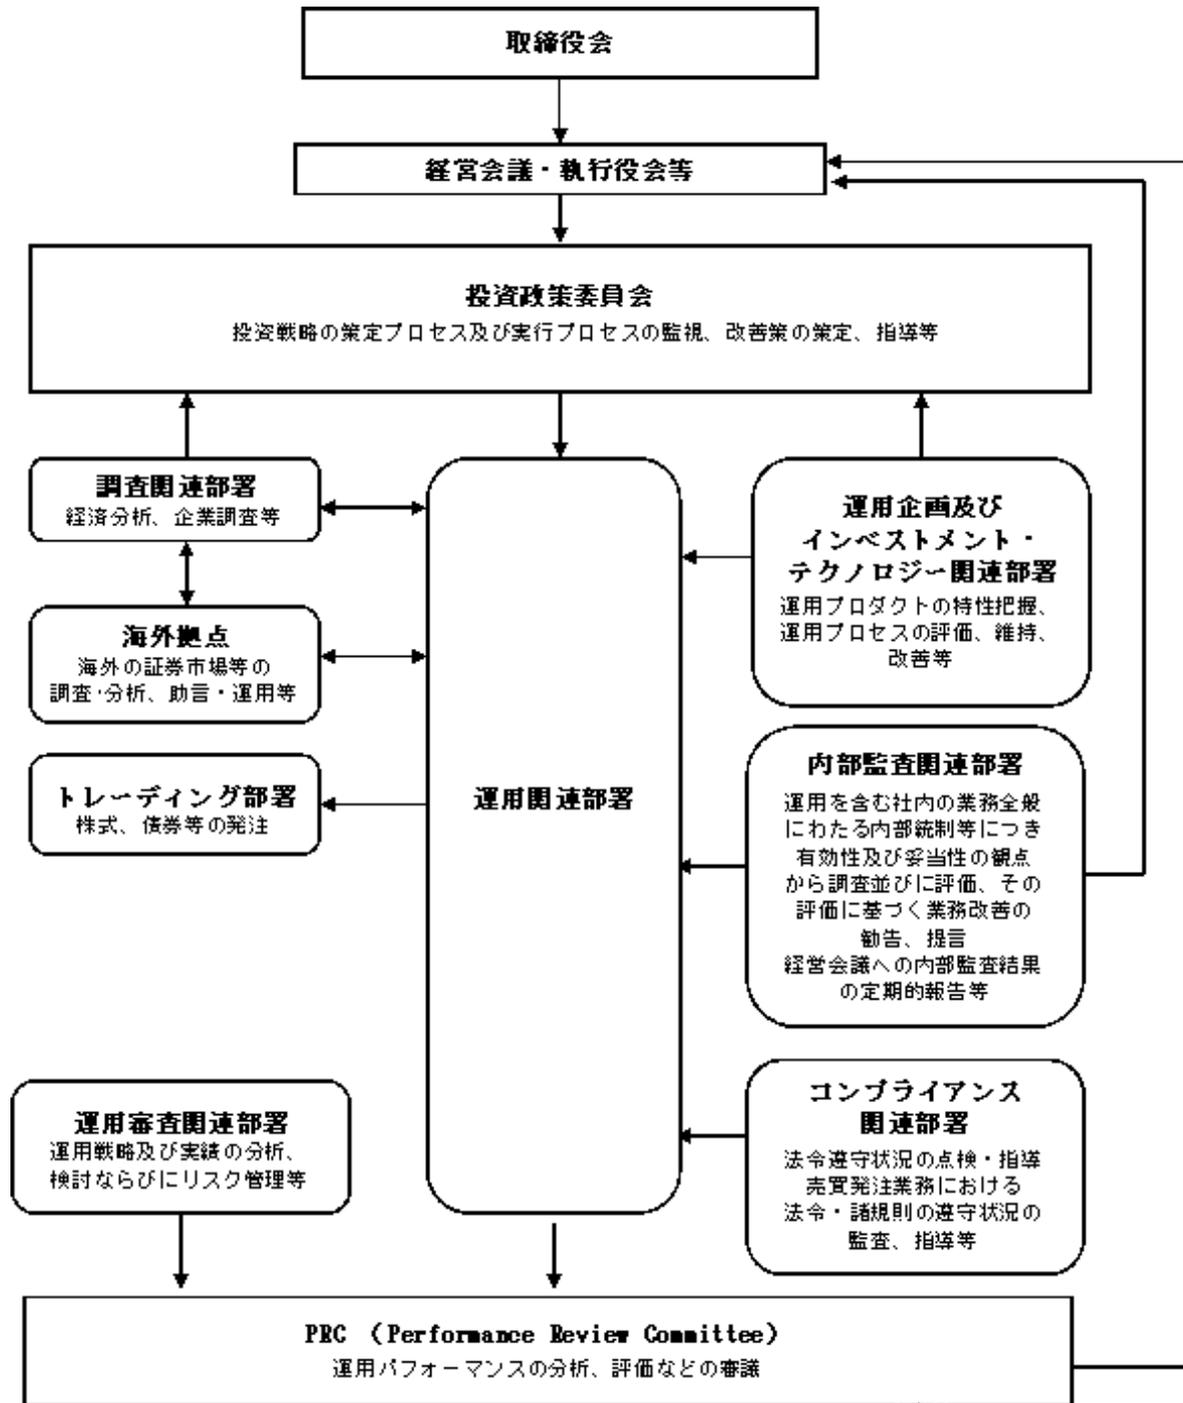 取締役会
経営会議・執行役会等
投資政策委員会
投資戦略の策定プロセス及び実行プロセスの監視、改善策の策定、指導等
調査関連部署
経済分析、企業調査等
海外拠点
海外の証券市場等の
調査・分析、助言・運用等
トレーディング部署
株式、債券等の発注
運用関連部署
運用企画及び
インベストメント・
テクノロジー関連部署
運用プロダクトの特性把握、
運用プロセスの評価、維持、
改善等
内部監査関連部署
運用を含む社内の業務全般
にわたる内部統制等につき
有効性及び妥当性の観点
から調査並びに評価、その
評価に基づく業務改善の
勧告、提言
経営会議への内部監査結果
の定期的報告等
運用審査関連部署
運用戦略及び実績の分析、
検討ならびにリスク管理等
コンプライアンス
関連部署
法令遵守状況の点検・指導
売買発注業務における
法令・諸規則の遵守状況の
監査、指導等
PRC （Performance Review Committee）
運用パフォーマンスの分析、評価などの審議